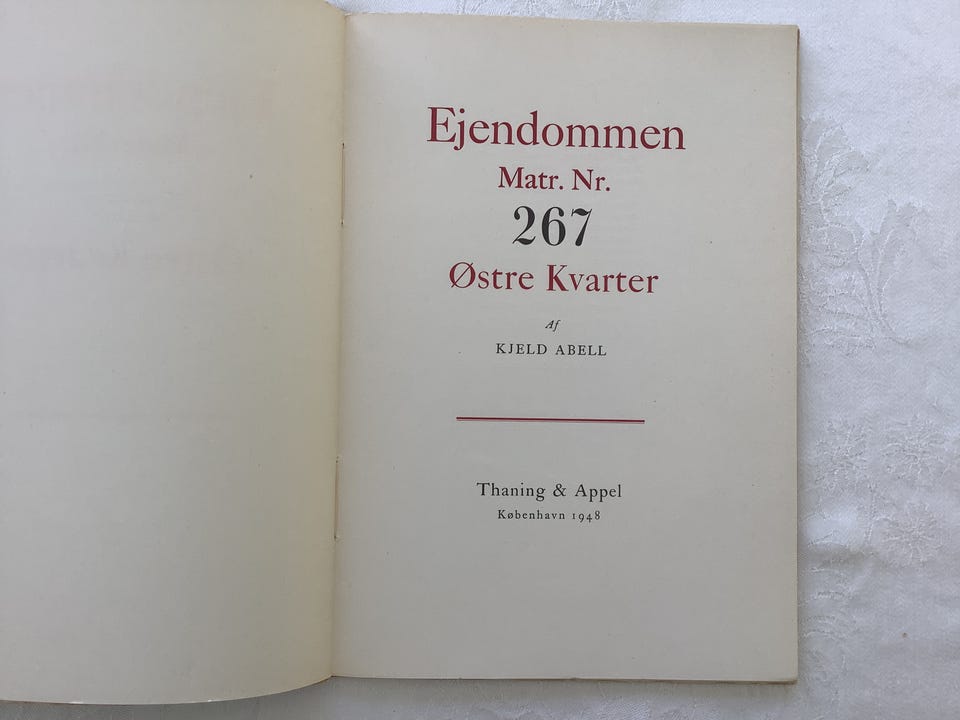 Ejendommen
Matr. Nr.
267
Østre Kvarter
Af
KJELD ABELL
Thaning & Appel
København 1948